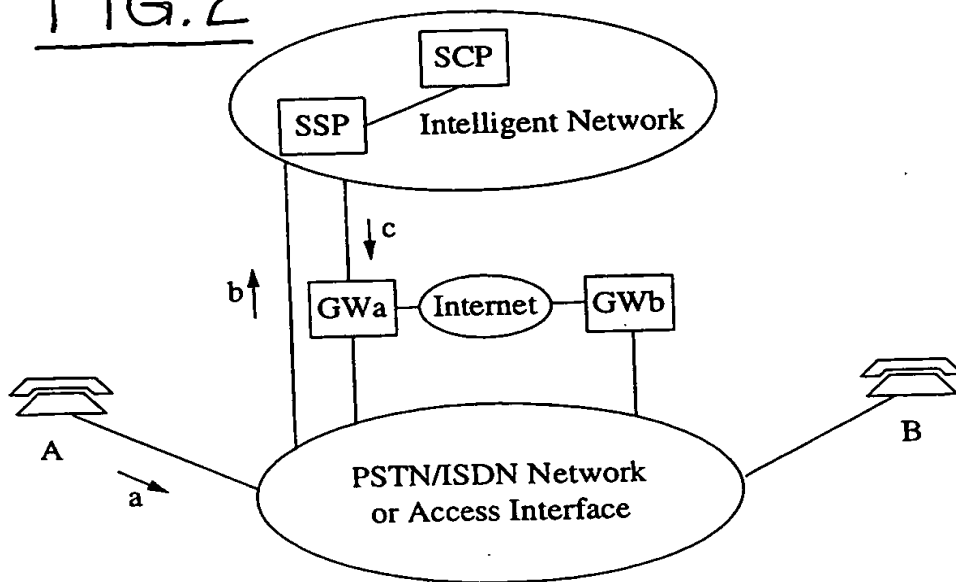 FIG. 2
SCP
SSP
Intelligent Network
c
b
GWa
Internet
GWb
A
B
a
PSTN/ISDN Network
or Access Interface